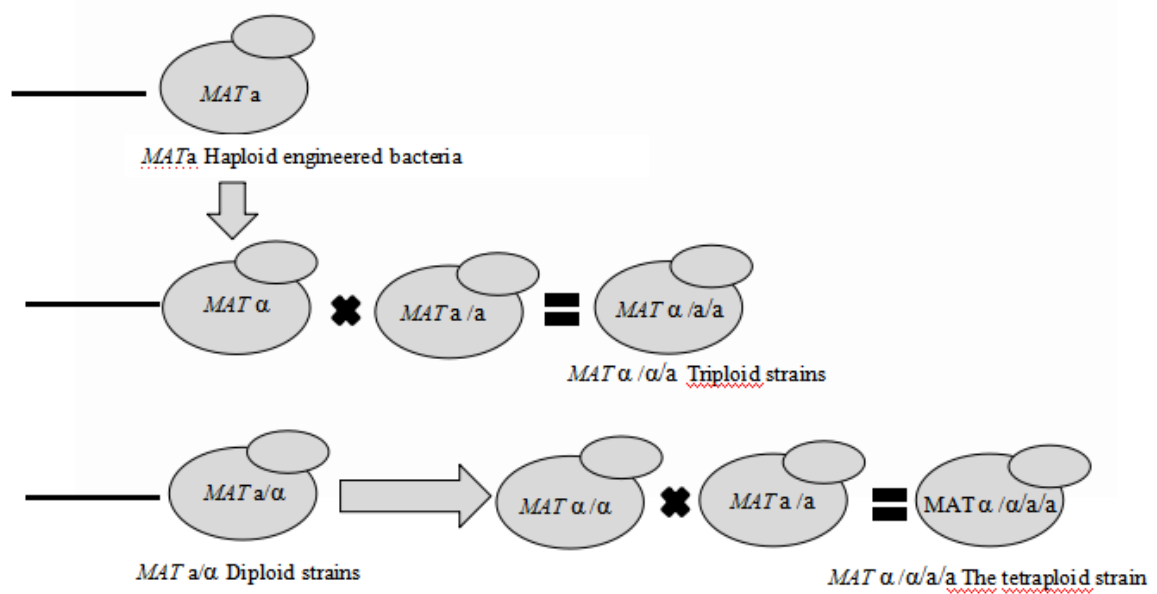 MAT a
MATa Haploid engineered bacteria
MAT α
MAT a /a
MAT α /a/a
MAT α /α/a Triploid strains
MAT a/α
MAT α /α
MAT a /a
MAT α /α/a/a
MAT a/α Diploid strains
MAT α /α/a/a The tetraploid strain